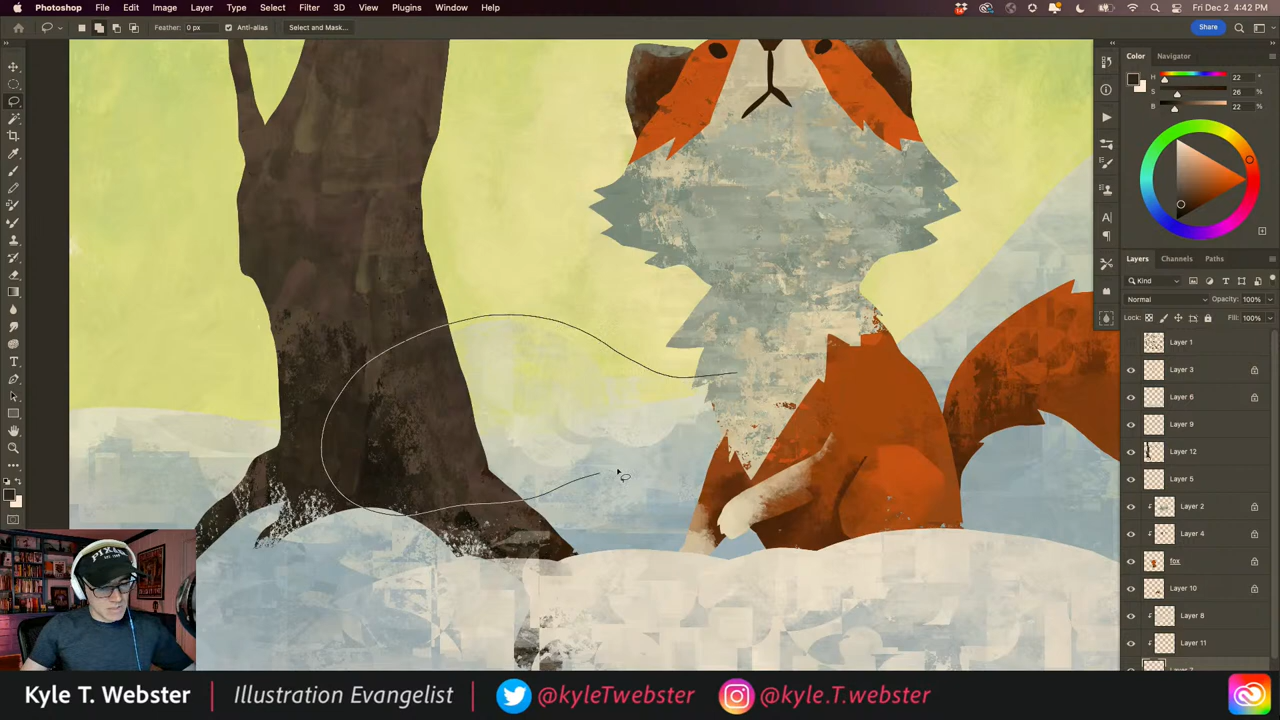 Photoshop File Edit Image Layer Type Select Filter 3D View Plugins Window Help Fri Dec 2 4:42 PM
Feather: 0 px Anti-alias Select and Mask... Share
Color Navigator
H 22 °
S 26 %
B 22 %
Layers Channels Paths
Kind
Normal Opacity: 100%
Lock: Fill: 100%
Layer 1
Layer 3
Layer 6
Layer 9
Layer 12
Layer 5
Layer 2
Layer 4
fox
Layer 10
Layer 8
Layer 11
Kyle T. Webster | Illustration Evangelist | @kyleTwebster @kyle.T.webster